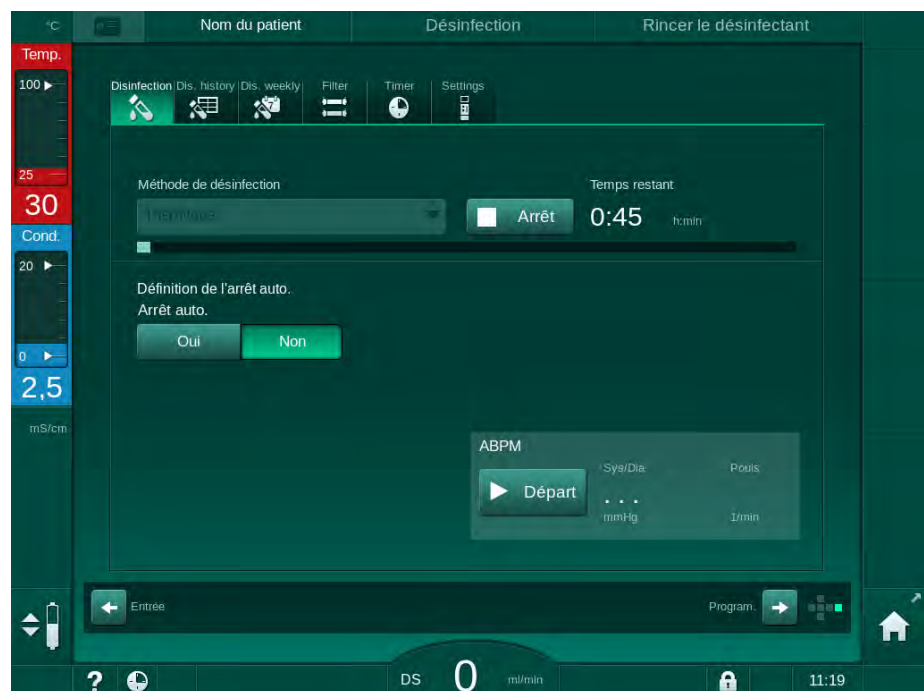 °C
Nom du patient
Désinfection
Rincer le désinfectant
Temp.
100
25
30
Cond.
20
0
2,5
mS/cm
Disinfection
Dis. history
Dis. weekly
Filter
Timer
Settings
7
Méthode de désinfection
Thermique
Arrêt
Temps restant
0:45
h:min
Définition de l'arrêt auto.
Arrêt auto.
Oui
Non
ABPM
Départ
Sys/Dia
Pouls
. . .
mmHg
1/min
Entrée
Program.
?
DS
0
ml/min
11:19